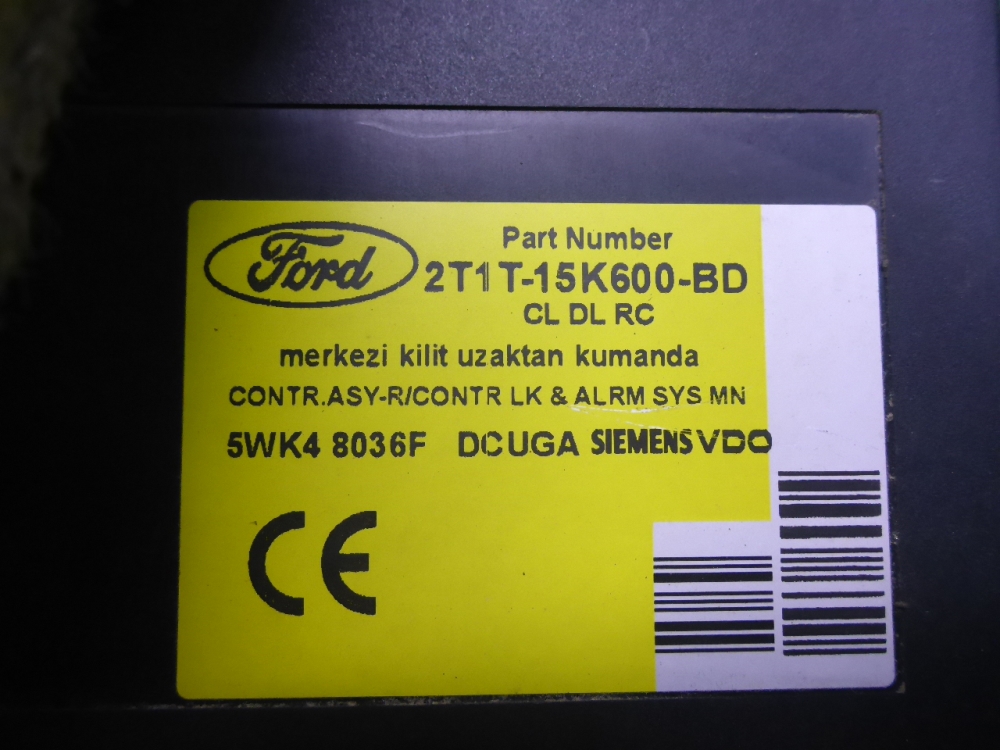 Ford
Part Number
2T1T-15K600-BD
CL DL RC
merkezi kilit uzaktan kumanda
CONTR.ASY-R/CONTR LK & ALRM SYS MN
5WK4 8036F DCUGA SIEMENS VDO
CE